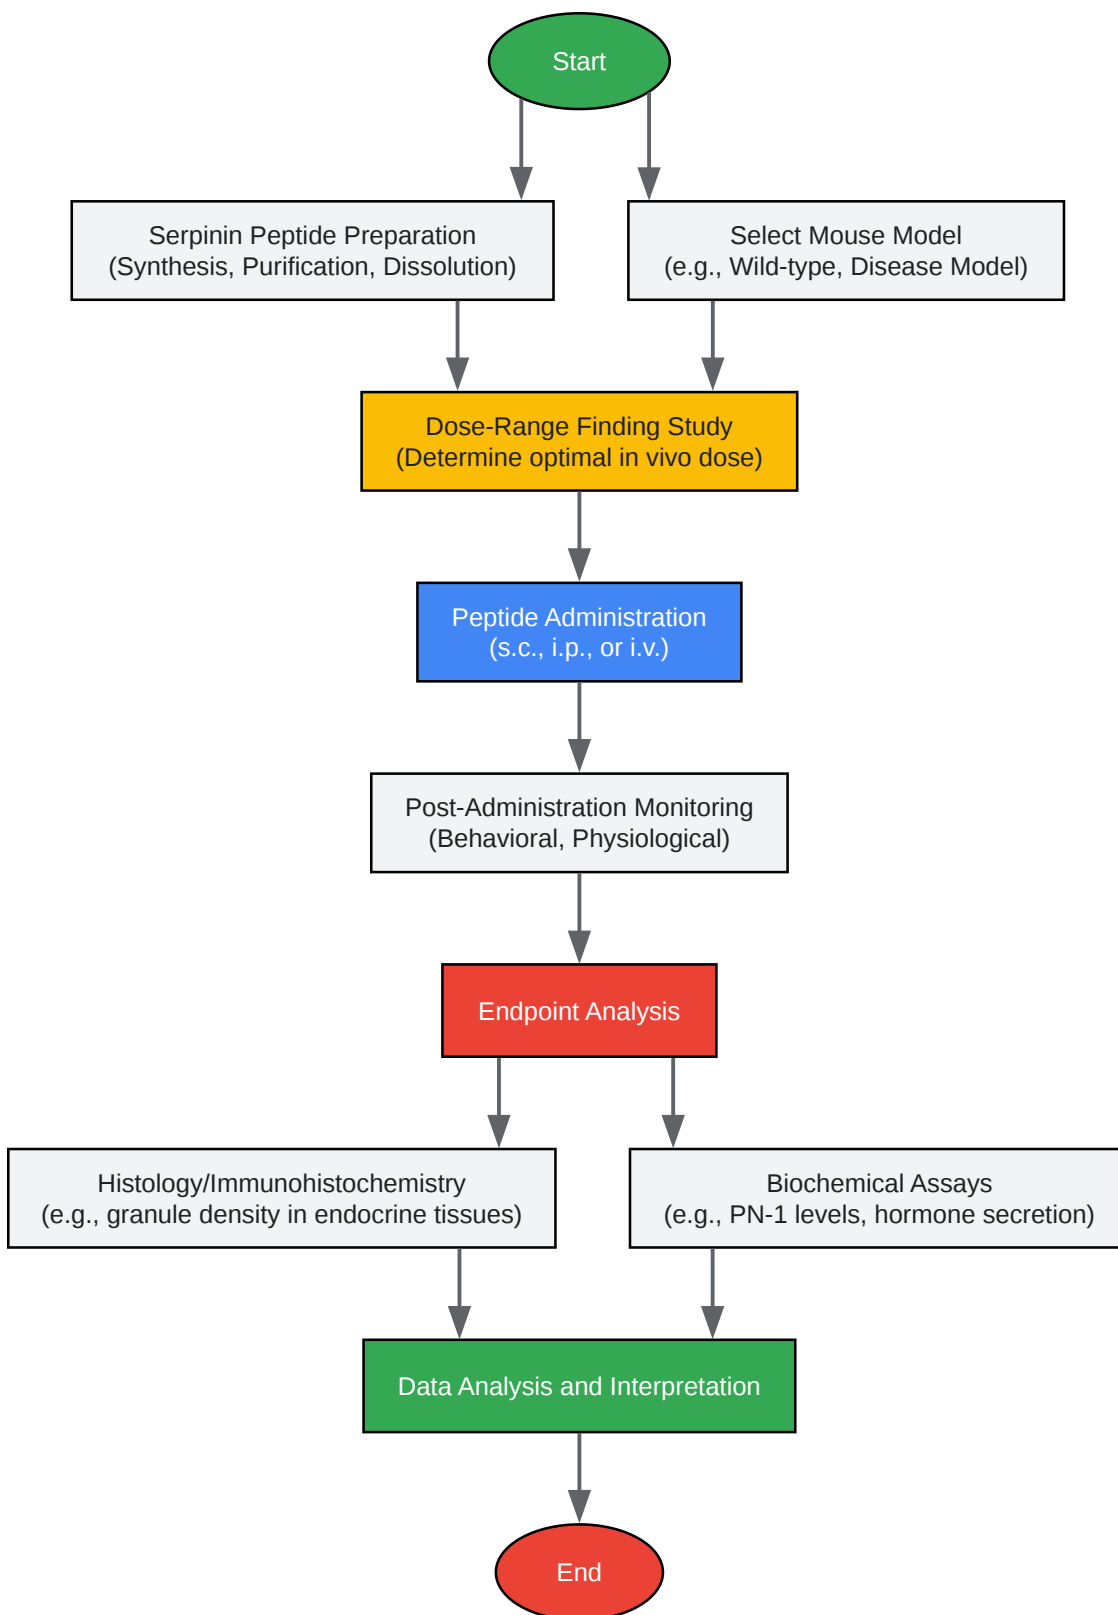 Start
Serpinin Peptide Preparation
(Synthesis, Purification, Dissolution)
Select Mouse Model
(e.g., Wild-type, Disease Model)
Dose-Range Finding Study
(Determine optimal in vivo dose)
Peptide Administration
(s.c., i.p., or i.v.)
Post-Administration Monitoring
(Behavioral, Physiological)
Endpoint Analysis
Histology/Immunohistochemistry
(e.g., granule density in endocrine tissues)
Biochemical Assays
(e.g., PN-1 levels, hormone secretion)
Data Analysis and Interpretation
End